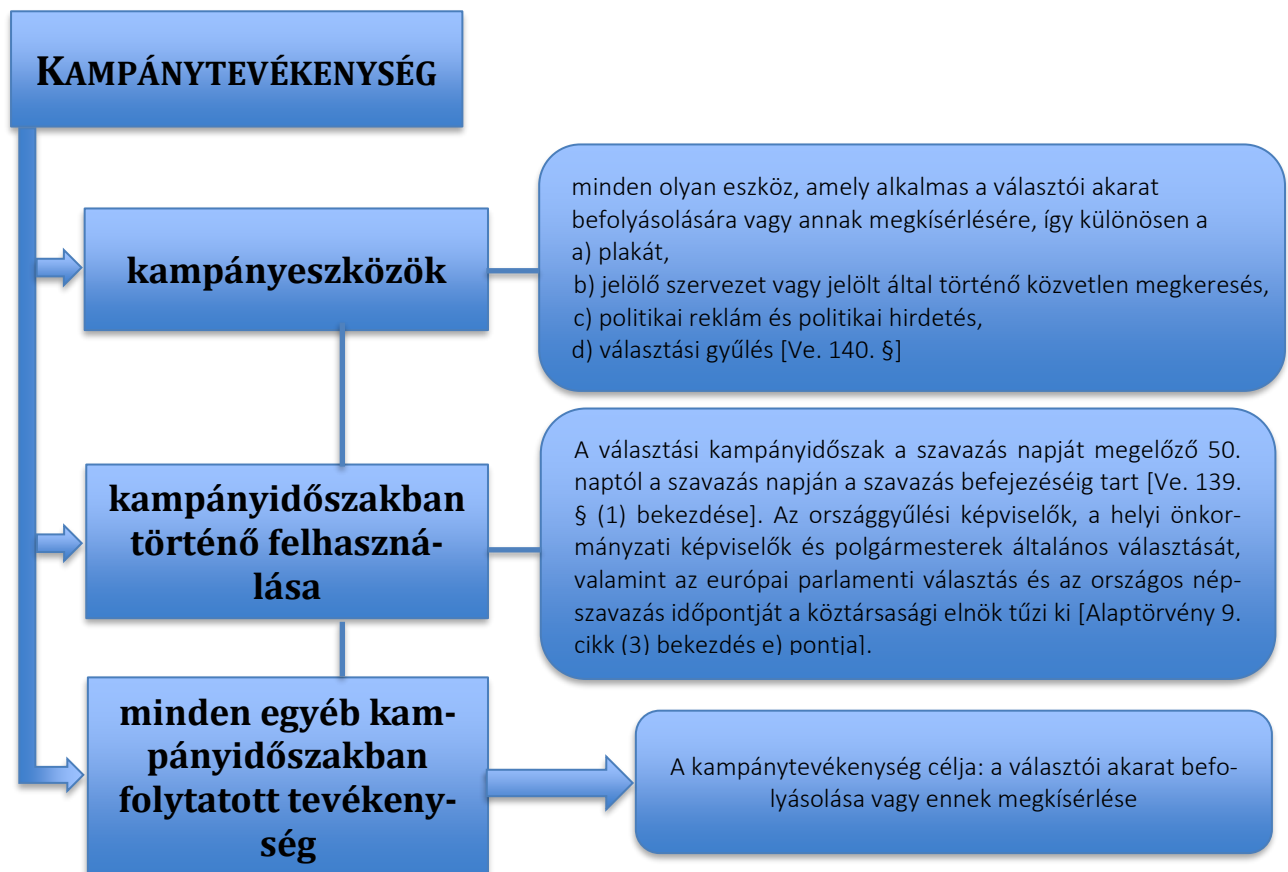 KAMPÁNYTEVÉKENYSÉG
kampányeszközök
minden olyan eszköz, amely alkalmas a választói akarat
befolyásolására vagy annak megkísérlésére, így különösen a
a) plakát,
b) jelölő szervezet vagy jelölt által történő közvetlen megkeresés,
c) politikai reklám és politikai hirdetés,
d) választási gyűlés [Ve. 140. §]
kampányidőszakban
történő felhaszná-
lása
A választási kampányidőszak a szavazás napját megelőző 50.
naptól a szavazás napján a szavazás befejezéséig tart [Ve. 139.
§ (1) bekezdése]. Az országgyűlési képviselők, a helyi önkor-
mányzati képviselők és polgármesterek általános választását,
valamint az európai parlamenti választás és az országos nép-
szavazás időpontját a köztársasági elnök tűzi ki [Alaptörvény 9.
cikk (3) bekezdés e) pontja].
minden egyéb kam-
pányidőszakban
folytatott tevékeny-
ség
A kampánytevékenység célja: a választói akarat befo-
lyásolása vagy ennek megkísérlése